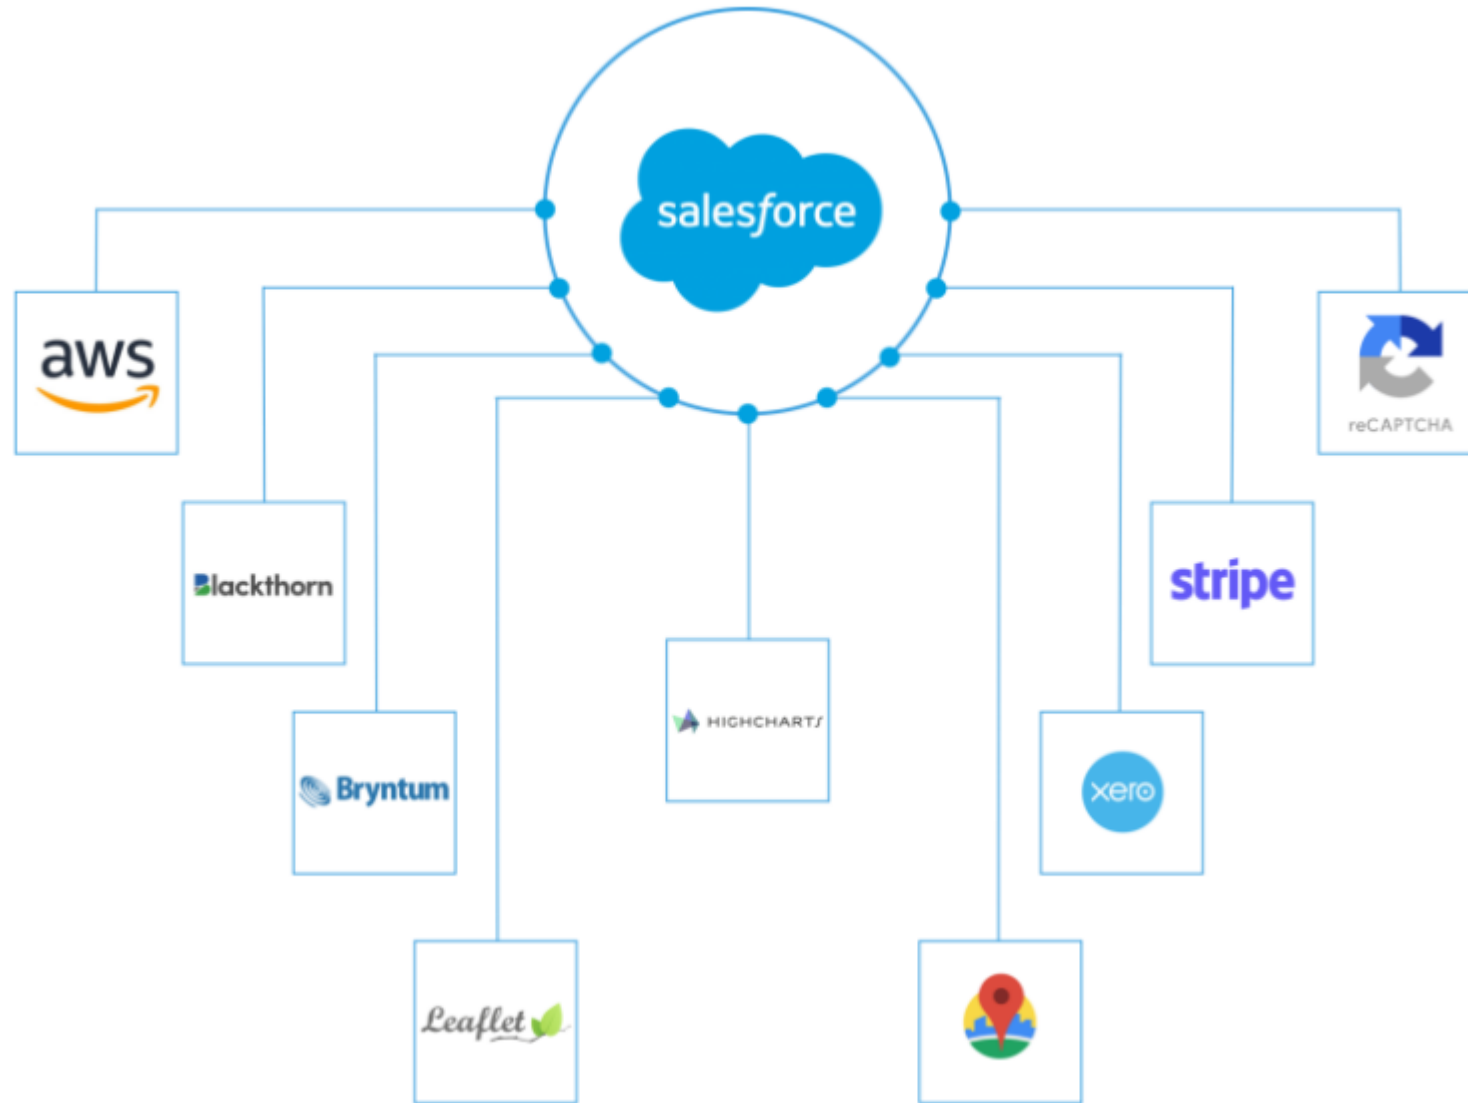 salesforce
aws
reCAPTCHA
Blackthorn
stripe
HIGHCHARTS
Bryntum
xero
Leaflet